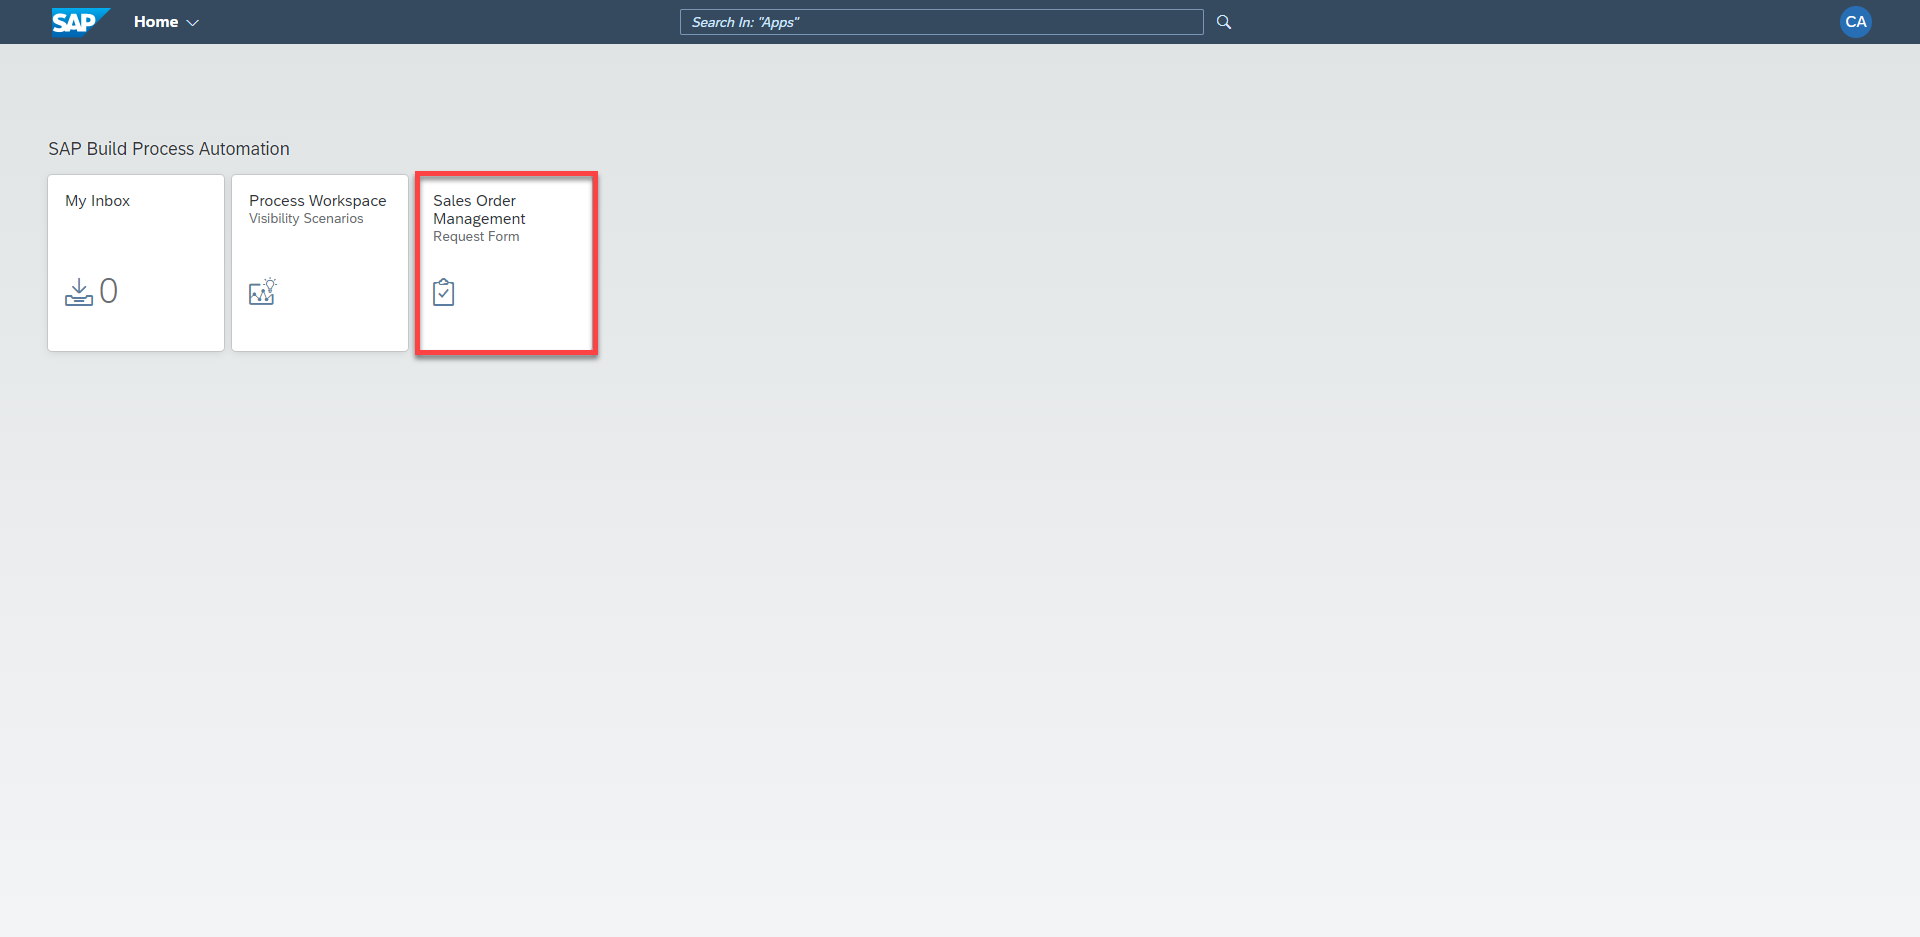 SAP Home Search In: "Apps" CA
SAP Build Process Automation
My Inbox
0
Process Workspace
Visibility Scenarios
Sales Order
Management
Request Form